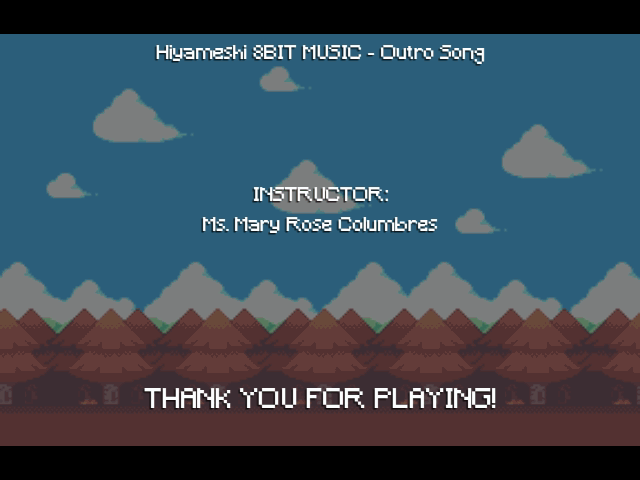 Hiyameshi 8BIT MUSIC - Outro Song
INSTRUCTOR:
Ms. Mary Rose Columbres
THANK YOU FOR PLAYING!